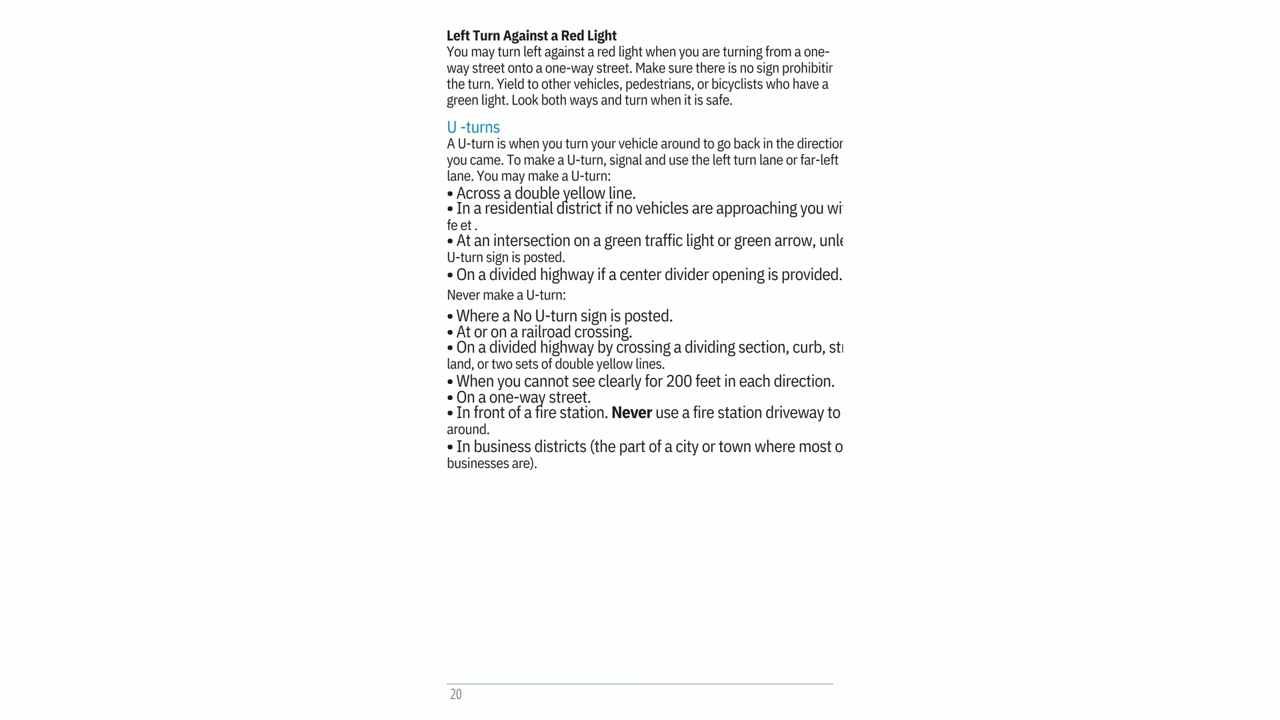 Left Turn Against a Red Light
You may turn left against a red light when you are turning from a one-
way street onto a one-way street. Make sure there is no sign prohibitin
the turn. Yield to other vehicles, pedestrians, or bicyclists who have a
green light. Look both ways and turn when it is safe.
U -turns
A U-turn is when you turn your vehicle around to go back in the direction
you came. To make a U-turn, signal and use the left turn lane or far-left
lane. You may make a U-turn:
• Across a double yellow line.
• In a residential district if no vehicles are approaching you wi
fe et .
• At an intersection on a green traffic light or green arrow, unle
U-turn sign is posted.
• On a divided highway if a center divider opening is provided.
Never make a U-turn:
• Where a No U-turn sign is posted.
• At or on a railroad crossing.
• On a divided highway by crossing a dividing section, curb, str
land, or two sets of double yellow lines.
• When you cannot see clearly for 200 feet in each direction.
• On a one-way street.
• In front of a fire station. Never use a fire station driveway to
around.
• In business districts (the part of a city or town where most o
businesses are).
20